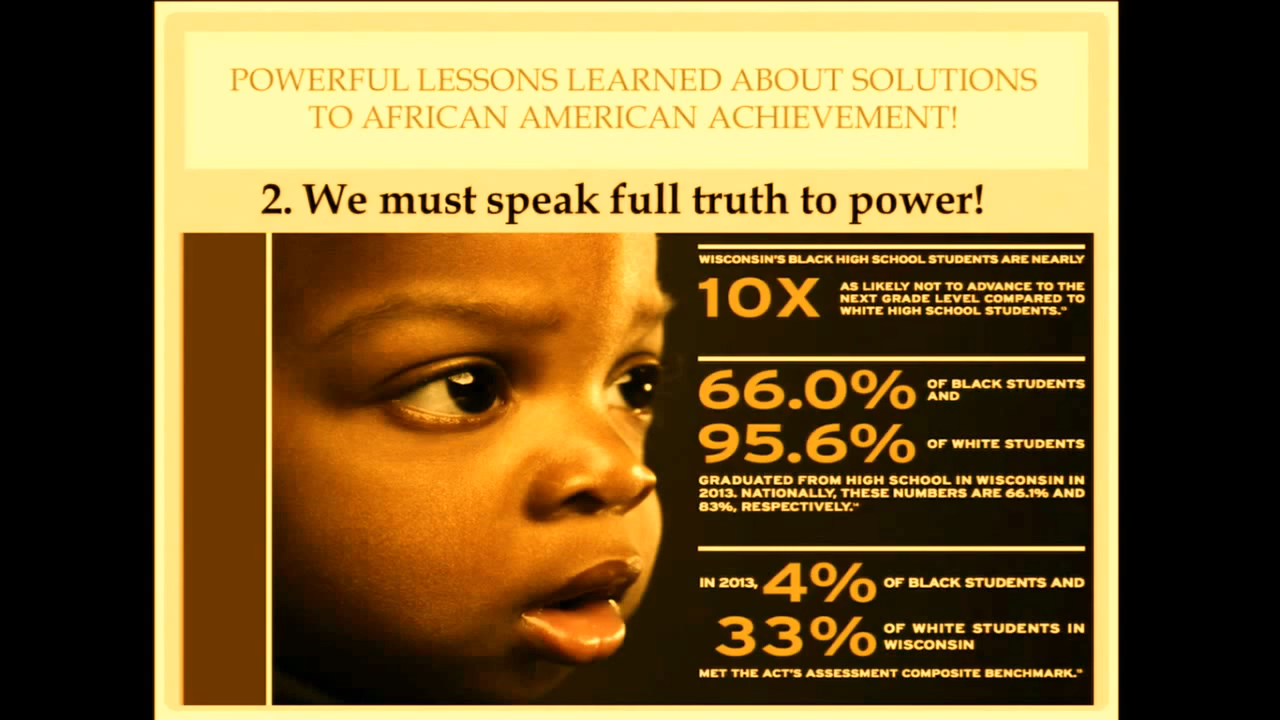 POWERFUL LESSONS LEARNED ABOUT SOLUTIONS
TO AFRICAN AMERICAN ACHIEVEMENT!
2. We must speak full truth to power!
WISCONSIN'S BLACK HIGH SCHOOL STUDENTS ARE NEARLY
10X
AS LIKELY NOT TO ADVANCE TO THE
NEXT GRADE LEVEL COMPARED TO
WHITE HIGH SCHOOL STUDENTS.
66.0% OF BLACK STUDENTS
AND
95.6% OF WHITE STUDENTS
GRADUATED FROM HIGH SCHOOL IN WISCONSIN IN
2013. NATIONALLY, THESE NUMBERS ARE 66.1% AND
83%, RESPECTIVELY.
IN 2013, 4% OF BLACK STUDENTS AND
33% OF WHITE STUDENTS IN
WISCONSIN
MET THE ACT'S ASSESSMENT COMPOSITE BENCHMARK.